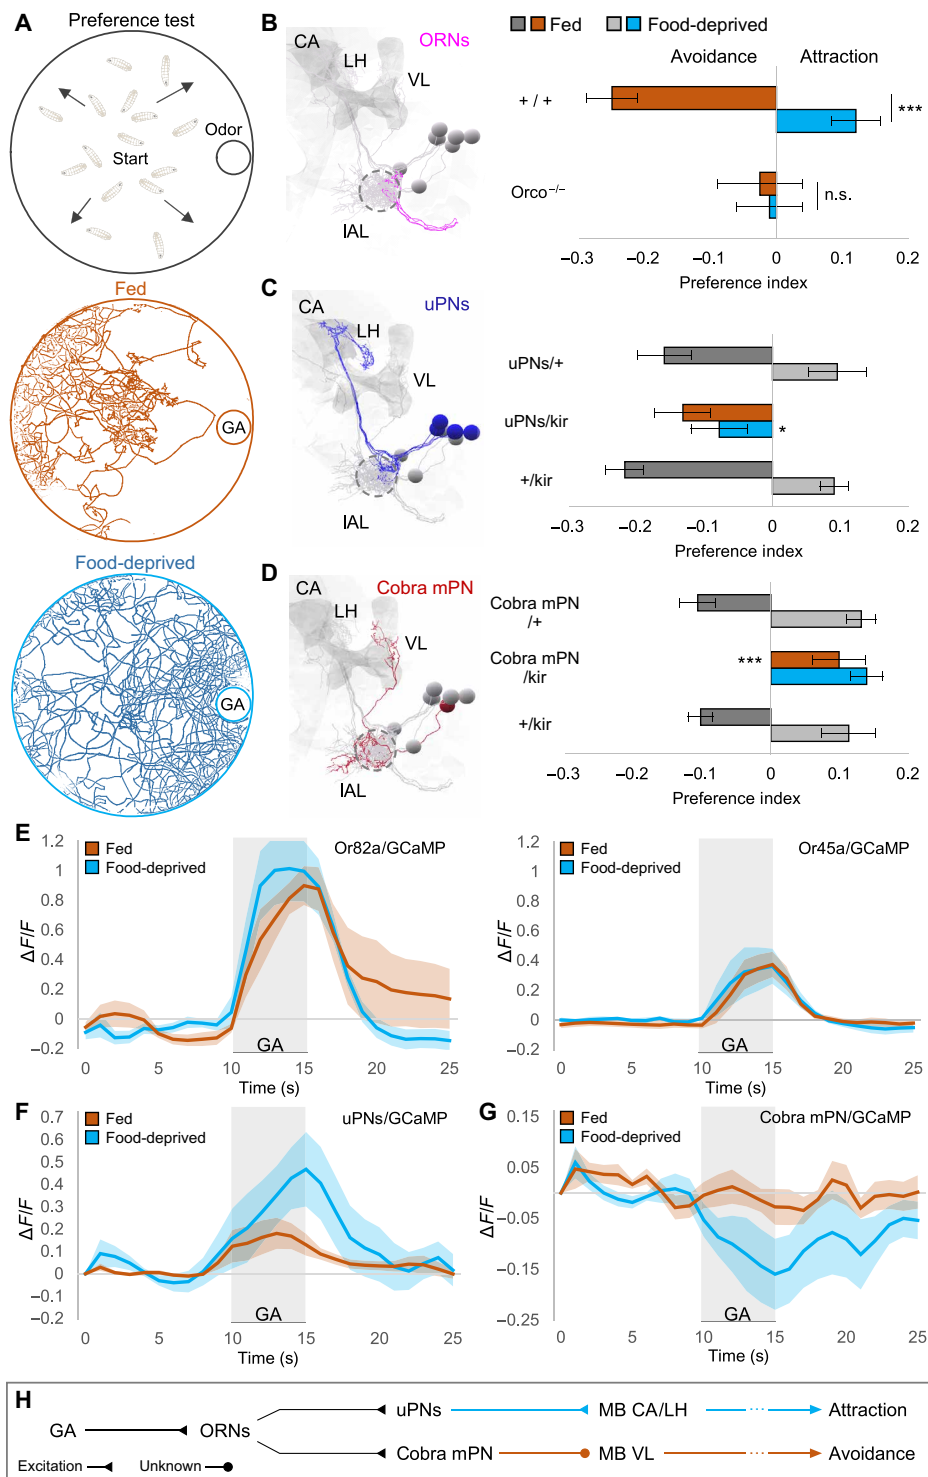 A
Preference test
Odor
Start
Fed
GA
Food-deprived
GA
B
CA
LH
ORNs
VL
lAL
Fed
Food-deprived
Avoidance
Attraction
+ / +
***
Orco−/−
n.s.
−0.3 −0.2 −0.1 0 0.1 0.2
Preference index
C
CA
uPNs
LH
VL
lAL
uPNs/+
uPNs/kir
*
+/kir
−0.3 −0.2 −0.1 0 0.1 0.2
Preference index
D
CA
Cobra mPN
LH
VL
lAL
Cobra mPN
/+
Cobra mPN
/kir
***
+/kir
−0.3 −0.2 −0.1 0 0.1 0.2
Preference index
E
1.2
1
0.8
0.6
0.4
0.2
0
−0.2
ΔF/F
Fed
Food-deprived
Or82a/GCaMP
GA
0 5 10 15 20 25
Time (s)
1.2
1
0.8
0.6
0.4
0.2
0
−0.2
ΔF/F
Fed
Food-deprived
Or45a/GCaMP
GA
0 5 10 15 20 25
Time (s)
F
0.7
0.6
0.5
0.4
0.3
0.2
0.1
0
−0.1
−0.2
ΔF/F
Fed
Food-deprived
uPNs/GCaMP
GA
0 5 10 15 20 25
Time (s)
G
0.15
0.05
−0.05
−0.15
−0.25
ΔF/F
Fed
Food-deprived
Cobra mPN/GCaMP
GA
0 5 10 15 20 25
Time (s)
H
GA
ORNs
uPNs
MB CA/LH
...
Attraction
Cobra mPN
MB VL
...
Avoidance
Excitation
Unknown